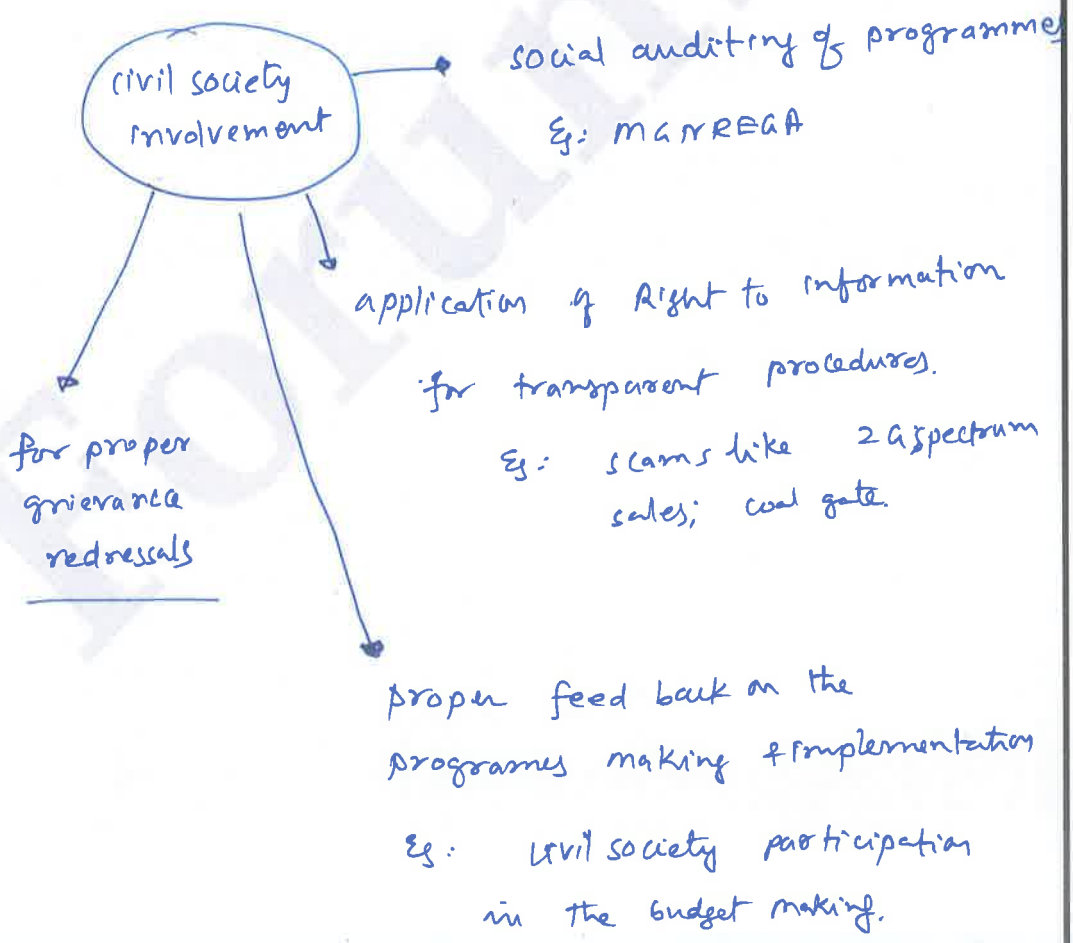 civil society
involvement
social auditing of programmes
Eg: MGNREGA
application of Right to information
for transparent procedures.
Eg: scams like 2G spectrum
sales; coal gate.
for proper
grievance
redressals
proper feed back on the
programes making & implementation
Eg: civil society participation
in the budget making.
Forum